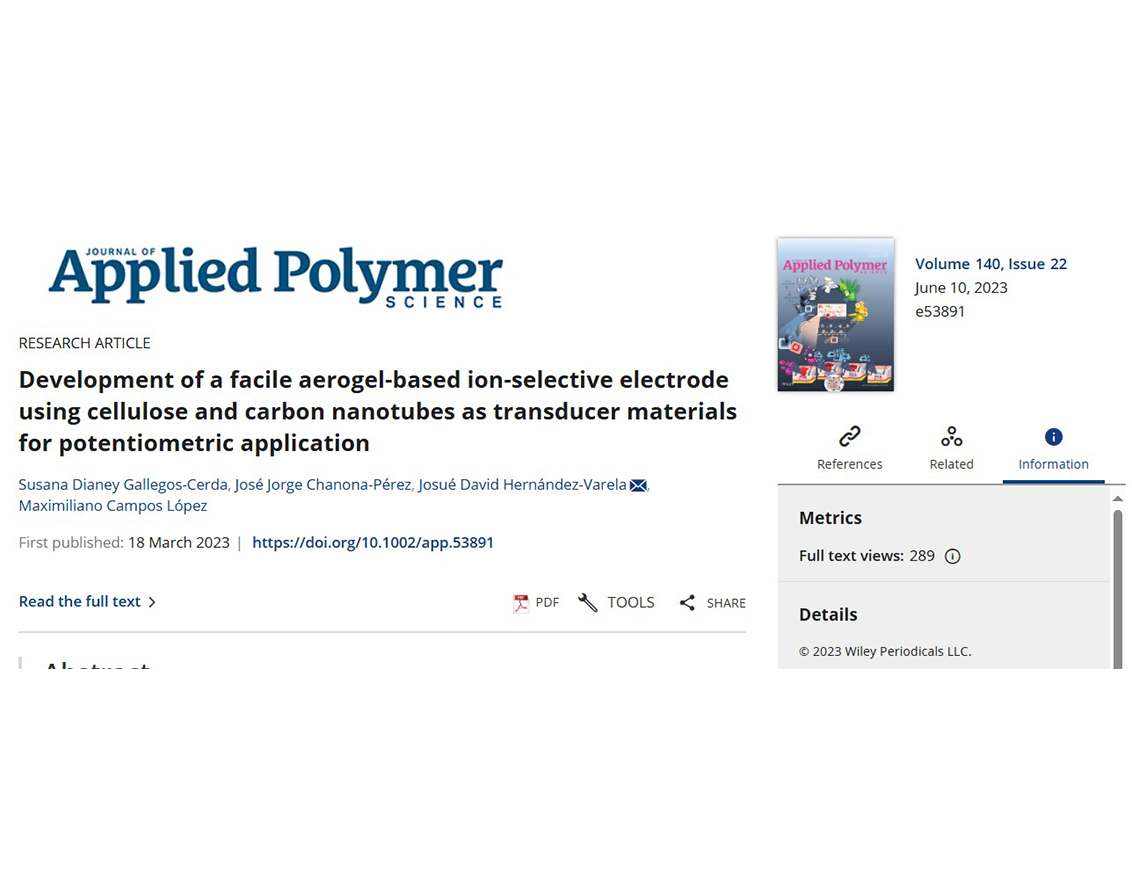 JOURNAL OF
Applied Polymer
SCIENCE
RESEARCH ARTICLE
Development of a facile aerogel-based ion-selective electrode
using cellulose and carbon nanotubes as transducer materials
for potentiometric application
Susana Dianey Gallegos-Cerda, José Jorge Chanona-Pérez, Josué David Hernández-Varela,
Maximiliano Campos López
First published: 18 March 2023 | https://doi.org/10.1002/app.53891
Read the full text
PDF TOOLS SHARE
Abstract
Applied Polymer
SCIENCE
Volume 140, Issue 22
June 10, 2023
e53891
References Related Information
Metrics
Full text views: 289
Details
© 2023 Wiley Periodicals LLC.